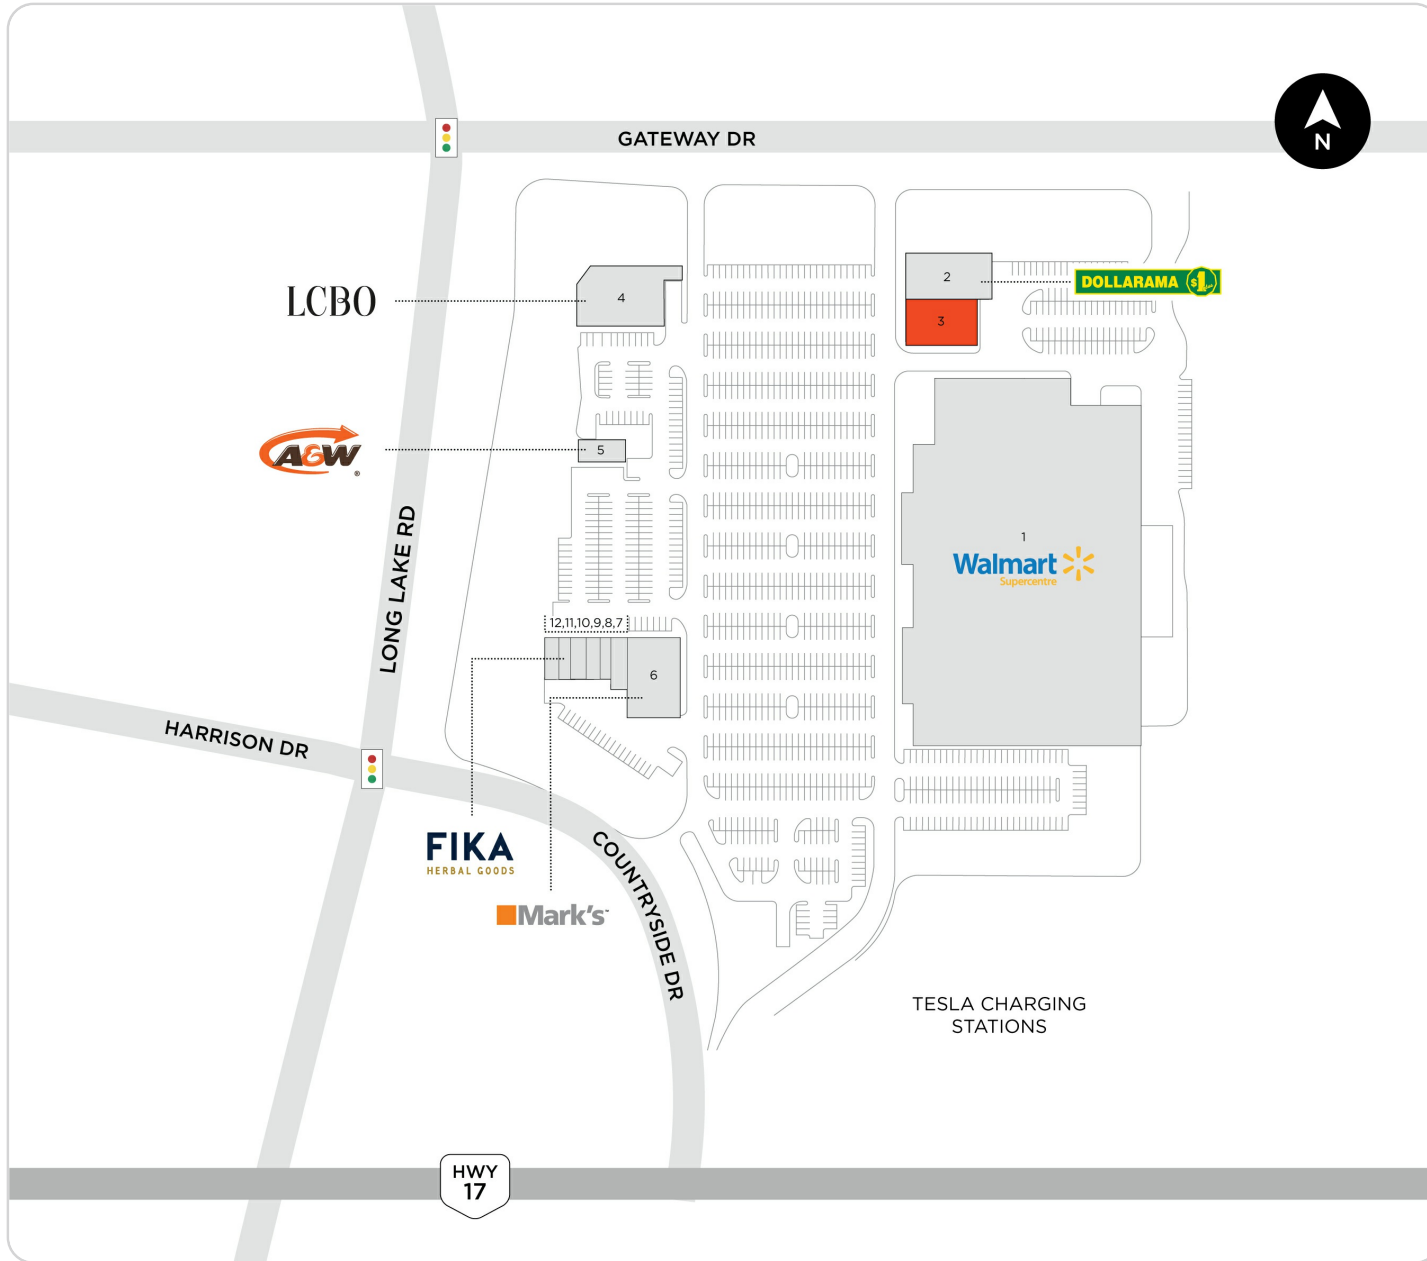 GATEWAY DR
N
LCBO
4
2
DOLLARAMA $1
3
A&W
®
5
1
Walmart
Supercentre
LONG LAKE RD
12,11,10,9,8,7
6
HARRISON DR
FIKA
HERBAL GOODS
Mark's
COUNTRYSIDE DR
TESLA CHARGING
STATIONS
HWY
17